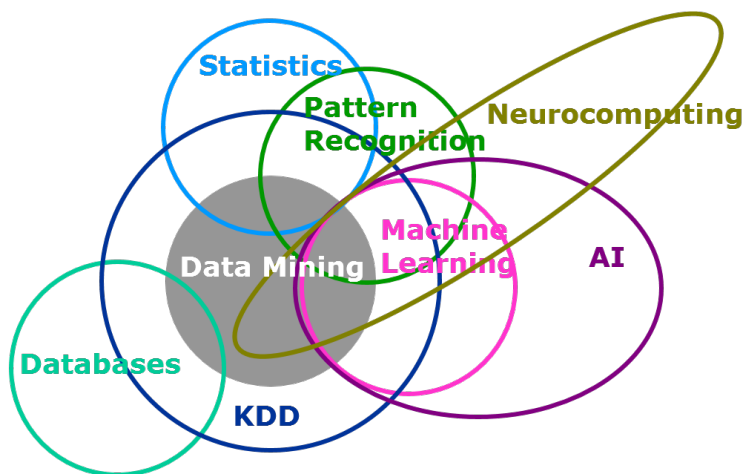 Statistics
Pattern
Recognition
Neurocomputing
Machine
Learning
Data Mining
AI
Databases
KDD